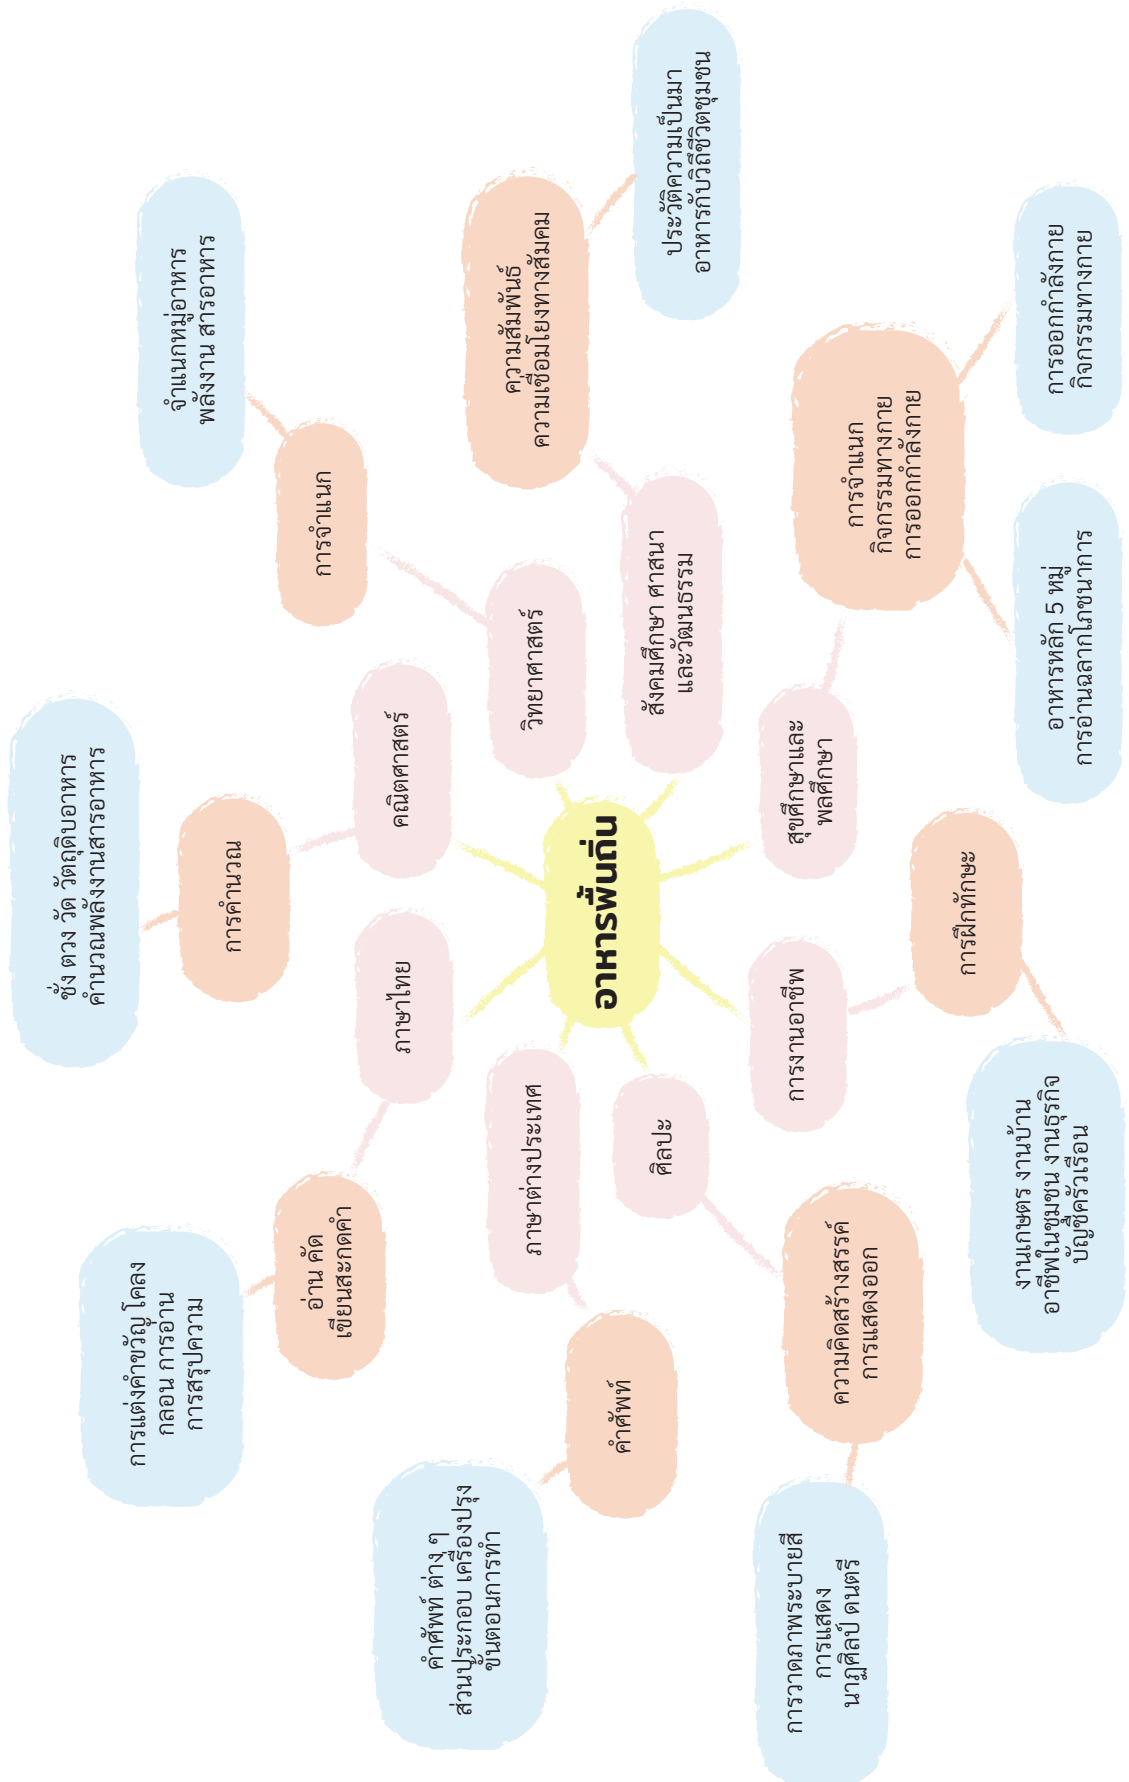 อาหารพื้นถิ่น
ภาษาไทย
อ่าน คัด
เขียนสะกดคำ
การแต่งคำขวัญ โคลง
กลอน การอ่าน
การสรุปความ
คณิตศาสตร์
การคำนวณ
ชั่ง ตวง วัด วัตถุดิบอาหาร
คำนวณพลังงานสารอาหาร
วิทยาศาสตร์
การจำแนก
จำแนกหมู่อาหาร
พลังงาน สารอาหาร
สังคมศึกษา ศาสนา
และวัฒนธรรม
ความสัมพันธ์
ความเชื่อมโยงทางสัมคม
ประวัติความเป็นมา
อาหารกับวิถีชีวิตชุมชน
สุขศึกษาและ
พลศึกษา
การจำแนก
กิจกรรมทางกาย
การออกกำลังกาย
การออกกำลังกาย
กิจกรรมทางกาย
อาหารหลัก 5 หมู่
การอ่านฉลากโภชนาการ
การงานอาชีพ
การฝึกทักษะ
งานเกษตร งานบ้าน
อาชีพในชุมชน งานธุรกิจ
บัญชีครัวเรือน
ศิลปะ
ความคิดสร้างสรรค์
การแสดงออก
การวาดภาพระบายสี
การแสดง
นาฏศิลป์ ดนตรี
ภาษาต่างประเทศ
คำศัพท์
คำศัพท์ ต่าง ๆ
ส่วนประกอบ เครื่องปรุง
ขั้นตอนการทำ